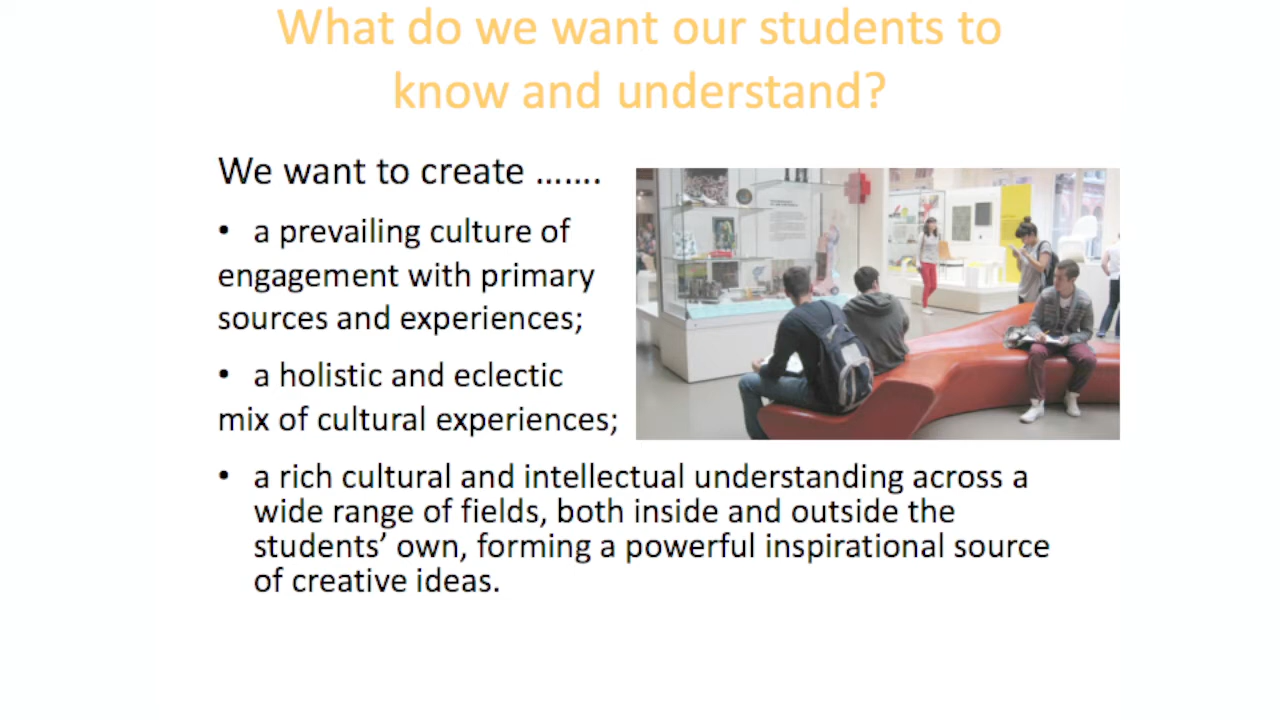 What do we want our students to
know and understand?
We want to create …….
• a prevailing culture of
engagement with primary
sources and experiences;
• a holistic and eclectic
mix of cultural experiences;
• a rich cultural and intellectual understanding across a
wide range of fields, both inside and outside the
students’ own, forming a powerful inspirational source
of creative ideas.